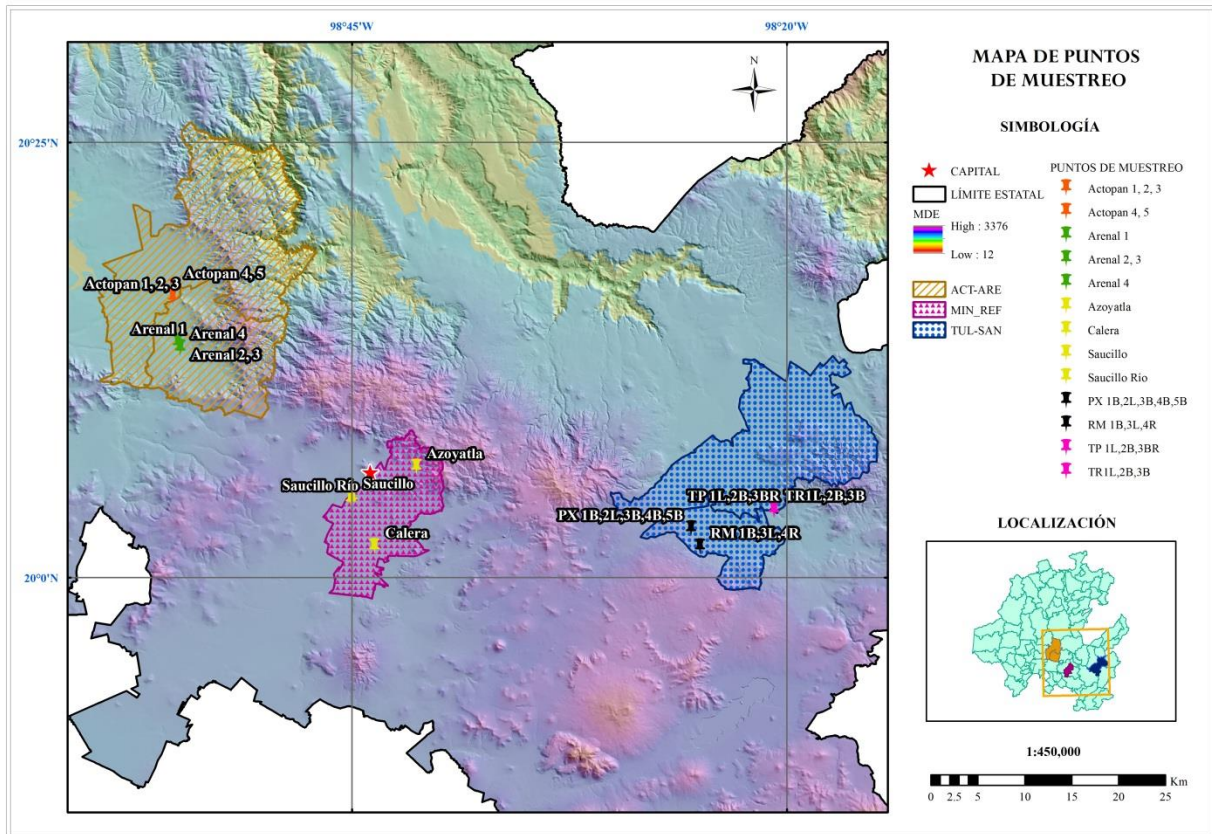 98°45'W
98°20'W
20°25'N
20°0'N
N
Actopan 4, 5
Actopan 1, 2, 3
Arenal 1
Arenal 4
Arenal 2, 3
Azoyatla
Saucillo Río
Saucillo
Calera
TP 1L,2B,3BR
TR1L,2B,3B
PX 1B,2L,3B,4B,5B
RM 1B,3L,4R
MAPA DE PUNTOS
DE MUESTREO
SIMBOLOGÍA
CAPITAL
LÍMITE ESTATAL
MDE
High : 3376
Low : 12
ACT-ARE
MIN_REF
TUL-SAN
PUNTOS DE MUESTREO
Actopan 1, 2, 3
Actopan 4, 5
Arenal 1
Arenal 2, 3
Arenal 4
Azoyatla
Calera
Saucillo
Saucillo Río
PX 1B,2L,3B,4B,5B
RM 1B,3L,4R
TP 1L,2B,3BR
TR1L,2B,3B
LOCALIZACIÓN
1:450,000
Km
0 2.5 5 10 15 20 25